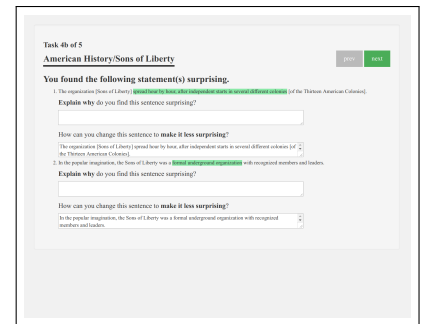 Task 4b of 5
American History/Sons of Liberty
prev next
You found the following statement(s) surprising.
1. The organization [Sons of Liberty] spread hour by hour, after independent starts in several different colonies [of the Thirteen American Colonies].
Explain why do you find this sentence surprising?
How can you change this sentence to make it less surprising?
The organization [Sons of Liberty] spread hour by hour, after independent starts in several different colonies [of
the Thirteen American Colonies].
2. In the popular imagination, the Sons of Liberty was a formal underground organization with recognized members and leaders.
Explain why do you find this sentence surprising?
How can you change this sentence to make it less surprising?
In the popular imagination, the Sons of Liberty was a formal underground organization with recognized
members and leaders.